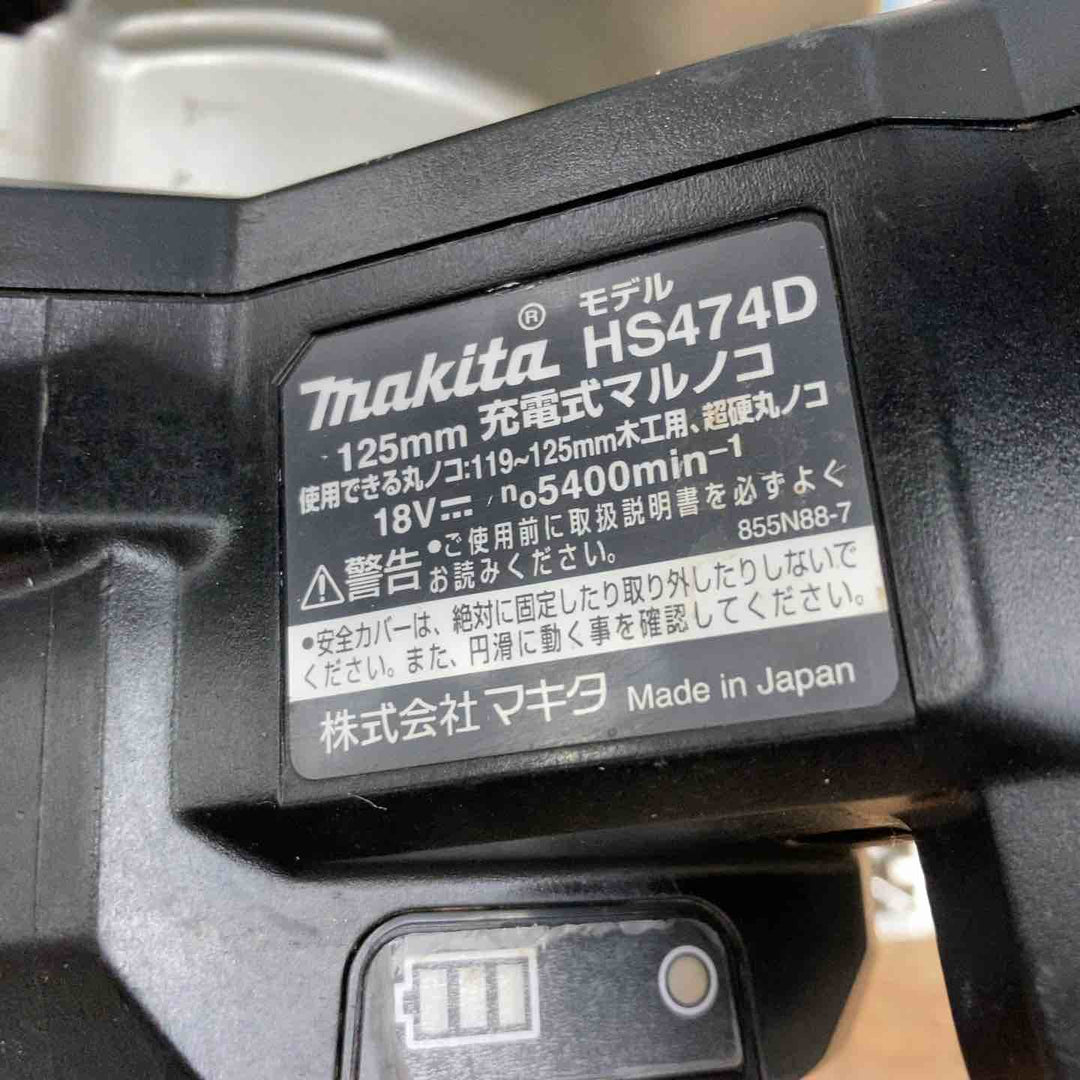 makita® モデル HS474D
125mm 充電式マルノコ
使用できる丸ノコ:119~125mm木工用、超硬丸ノコ
18V⎓ / n₀5400min⁻¹
⚠警告 ●ご使用前に取扱説明書を必ずよく
お読みください。 855N88-7
●安全カバーは、絶対に固定したり取り外したりしないで
ください。また、円滑に動く事を確認してください。
株式会社マキタ Made in Japan